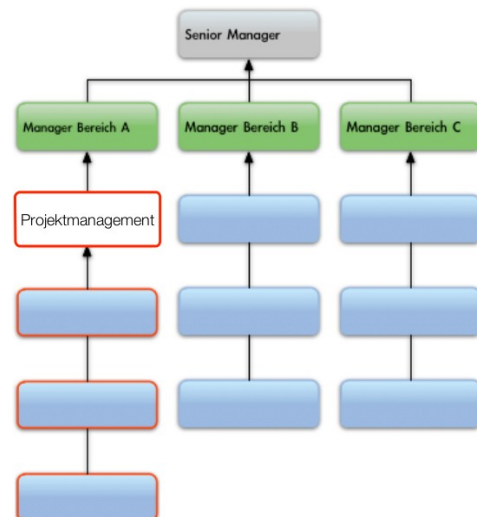 Senior Manager
Manager Bereich A
Manager Bereich B
Manager Bereich C
Projektmanagement